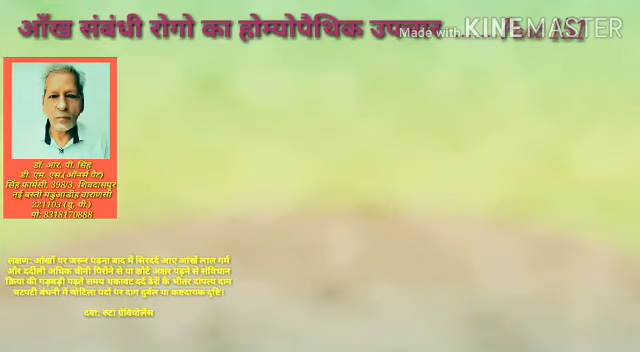 आँख संबंधी रोगो का होम्योपैथिक उपचार
Made with KINEMASTER
डॉ. आर. पी. सिंह
डी. एम. एस.(ऑनर्स पैट)
सिंह फार्मेसी, 398/3, शिवदासपुर
नई बस्ती मडुआडीह वाराणसी
221103 (यू. पी.)
मो: 8318170888
लक्षण: आंखों पर जरूर पड़ना बाद में सिरदर्द आए आंखें लाल गर्म
और दर्दीली अधिक चीनी पिरोने से या छोटे अक्षर पढ़ने से संविधान
क्रिया की गड़बड़ी पढ़ते समय थकावट दर्द ढेरों के भीतर दांपत्य दाम
चटपटी बंधनी में चोटिला पदों पर दाग दुर्बल या कष्टदायक दृष्टि।
दवा: रूटा ग्रेवियोलेंस